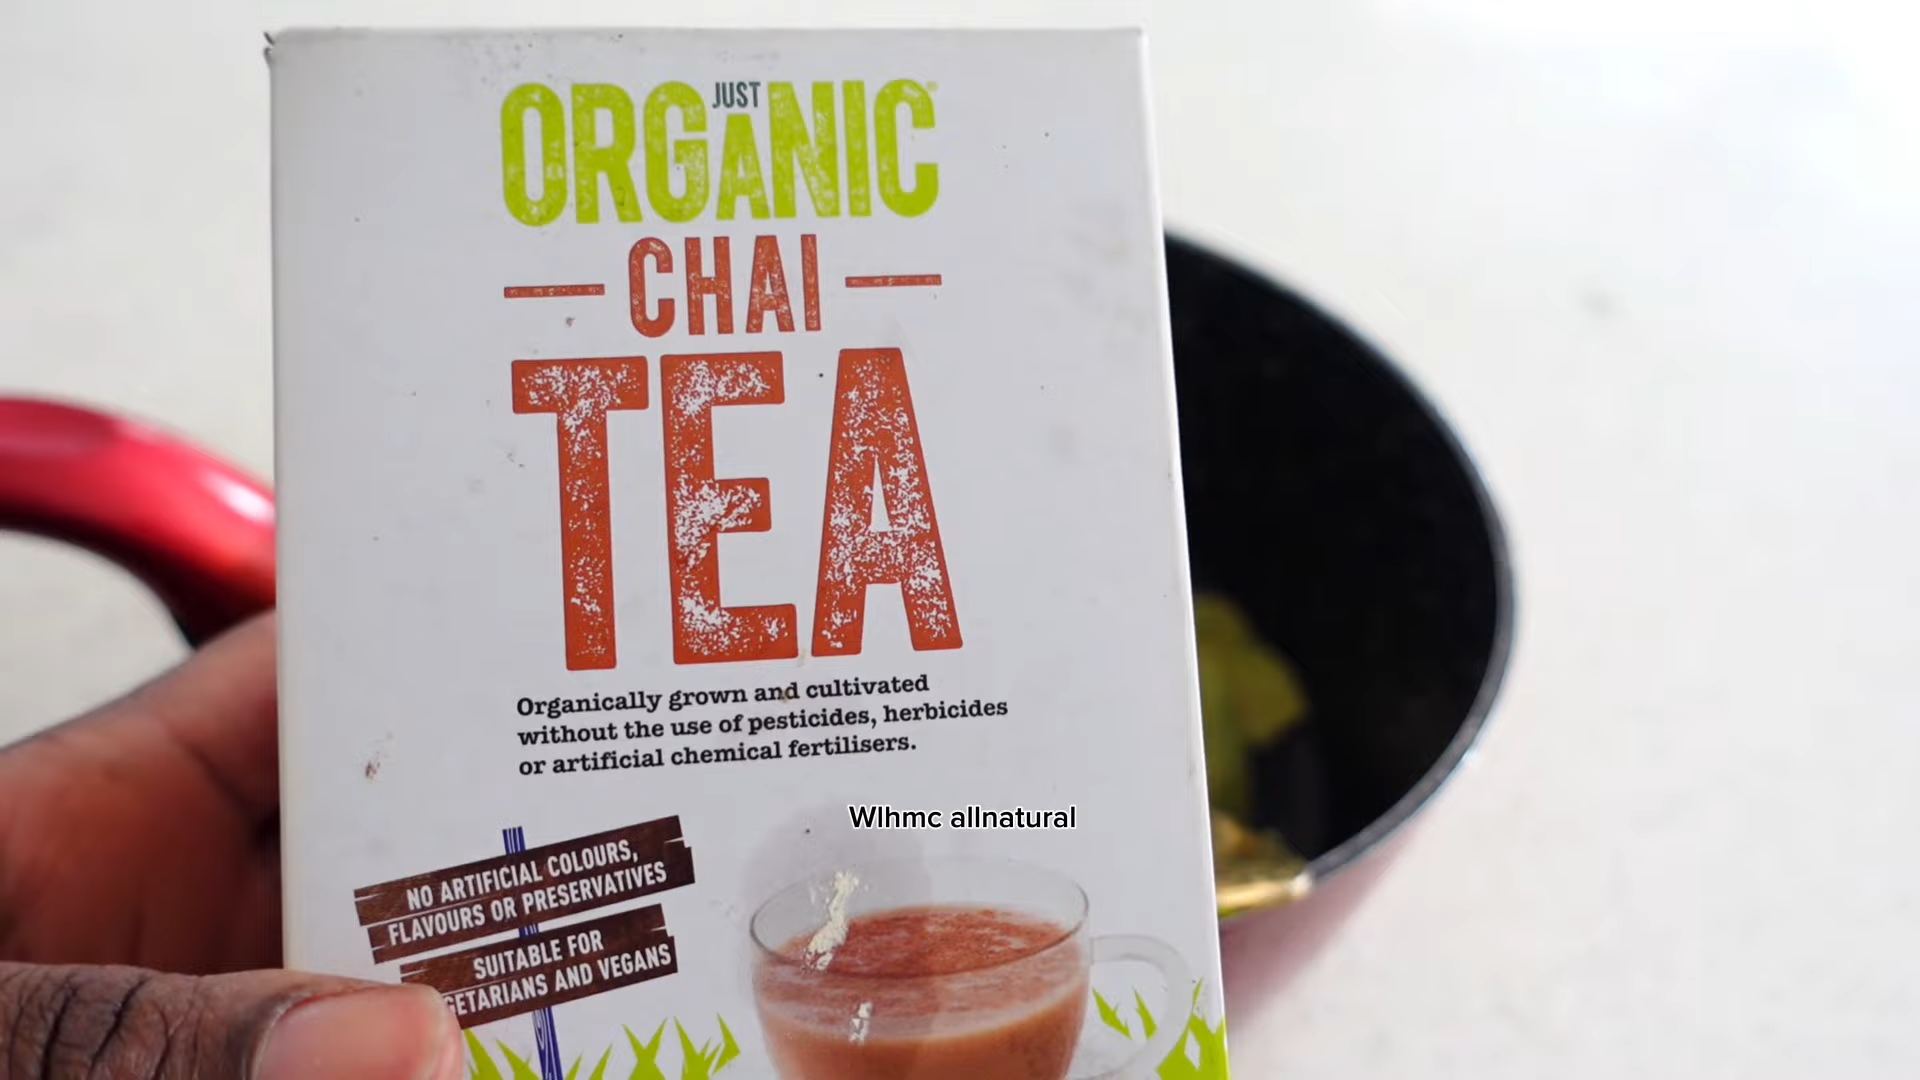 JUST
ORGANIC
CHAI
TEA
Organically grown and cultivated
without the use of pesticides, herbicides
or artificial chemical fertilisers.
Wlhmc allnatural
NO ARTIFICIAL COLOURS,
FLAVOURS OR PRESERVATIVES
SUITABLE FOR
GETARIANS AND VEGANS